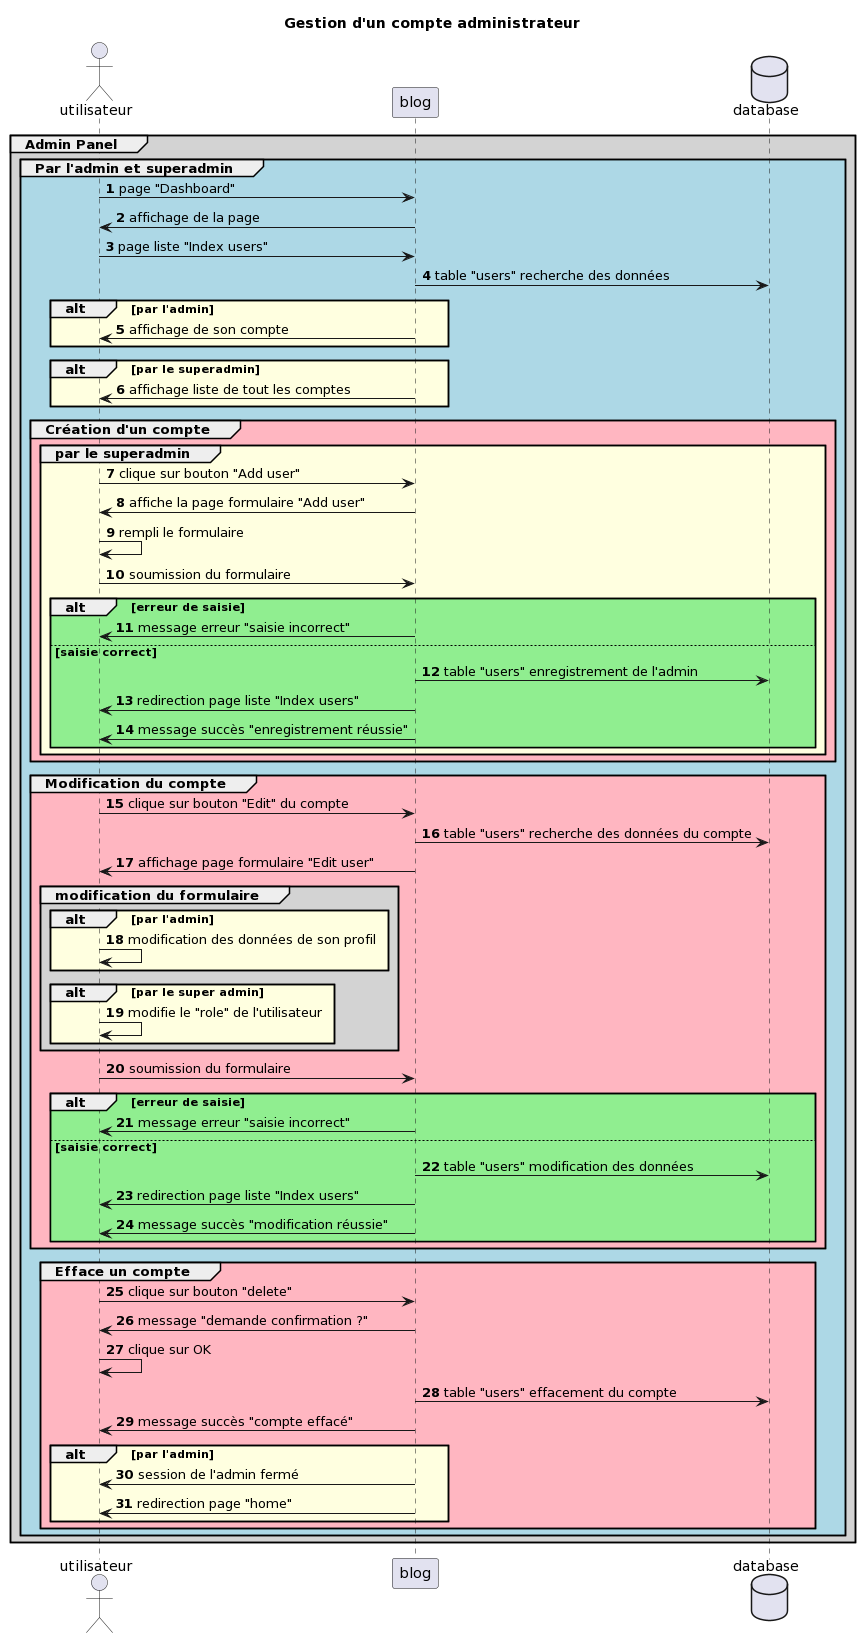 Gestion d'un compte administrateur
utilisateur
blog
database
Admin Panel
Par l'admin et superadmin
1 page "Dashboard"
2 affichage de la page
3 page liste "Index users"
4 table "users" recherche des données
alt [par l'admin]
5 affichage de son compte
alt [par le superadmin]
6 affichage liste de tout les comptes
Création d'un compte
par le superadmin
7 clique sur bouton "Add user"
8 affiche la page formulaire "Add user"
9 rempli le formulaire
10 soumission du formulaire
alt [erreur de saisie]
11 message erreur "saisie incorrect"
[saisie correct]
12 table "users" enregistrement de l'admin
13 redirection page liste "Index users"
14 message succès "enregistrement réussie"
Modification du compte
15 clique sur bouton "Edit" du compte
16 table "users" recherche des données du compte
17 affichage page formulaire "Edit user"
modification du formulaire
alt [par l'admin]
18 modification des données de son profil
alt [par le super admin]
19 modifie le "role" de l'utilisateur
20 soumission du formulaire
alt [erreur de saisie]
21 message erreur "saisie incorrect"
[saisie correct]
22 table "users" modification des données
23 redirection page liste "Index users"
24 message succès "modification réussie"
Efface un compte
25 clique sur bouton "delete"
26 message "demande confirmation ?"
27 clique sur OK
28 table "users" effacement du compte
29 message succès "compte effacé"
alt [par l'admin]
30 session de l'admin fermé
31 redirection page "home"
utilisateur
blog
database